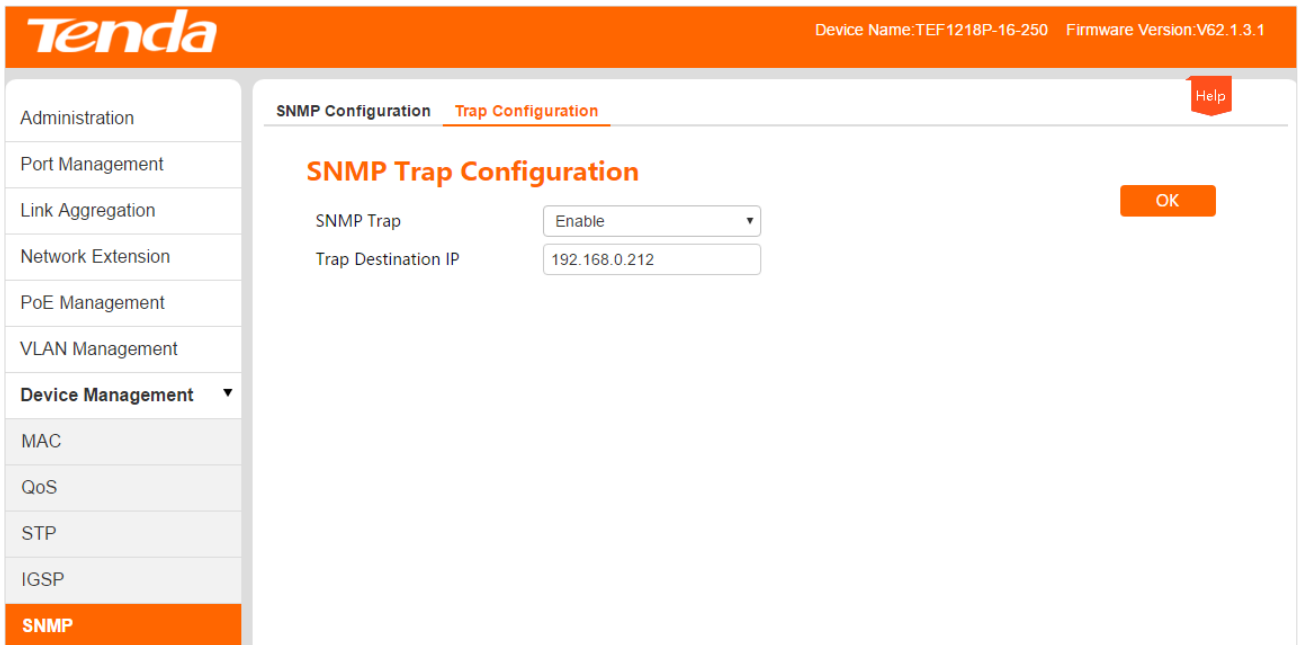 Tenda
Device Name:TEF1218P-16-250 Firmware Version:V62.1.3.1
Administration
Port Management
Link Aggregation
Network Extension
PoE Management
VLAN Management
Device Management
MAC
QoS
STP
IGSP
SNMP
SNMP Configuration Trap Configuration
Help
SNMP Trap Configuration
OK
SNMP Trap Enable
Trap Destination IP 192.168.0.212